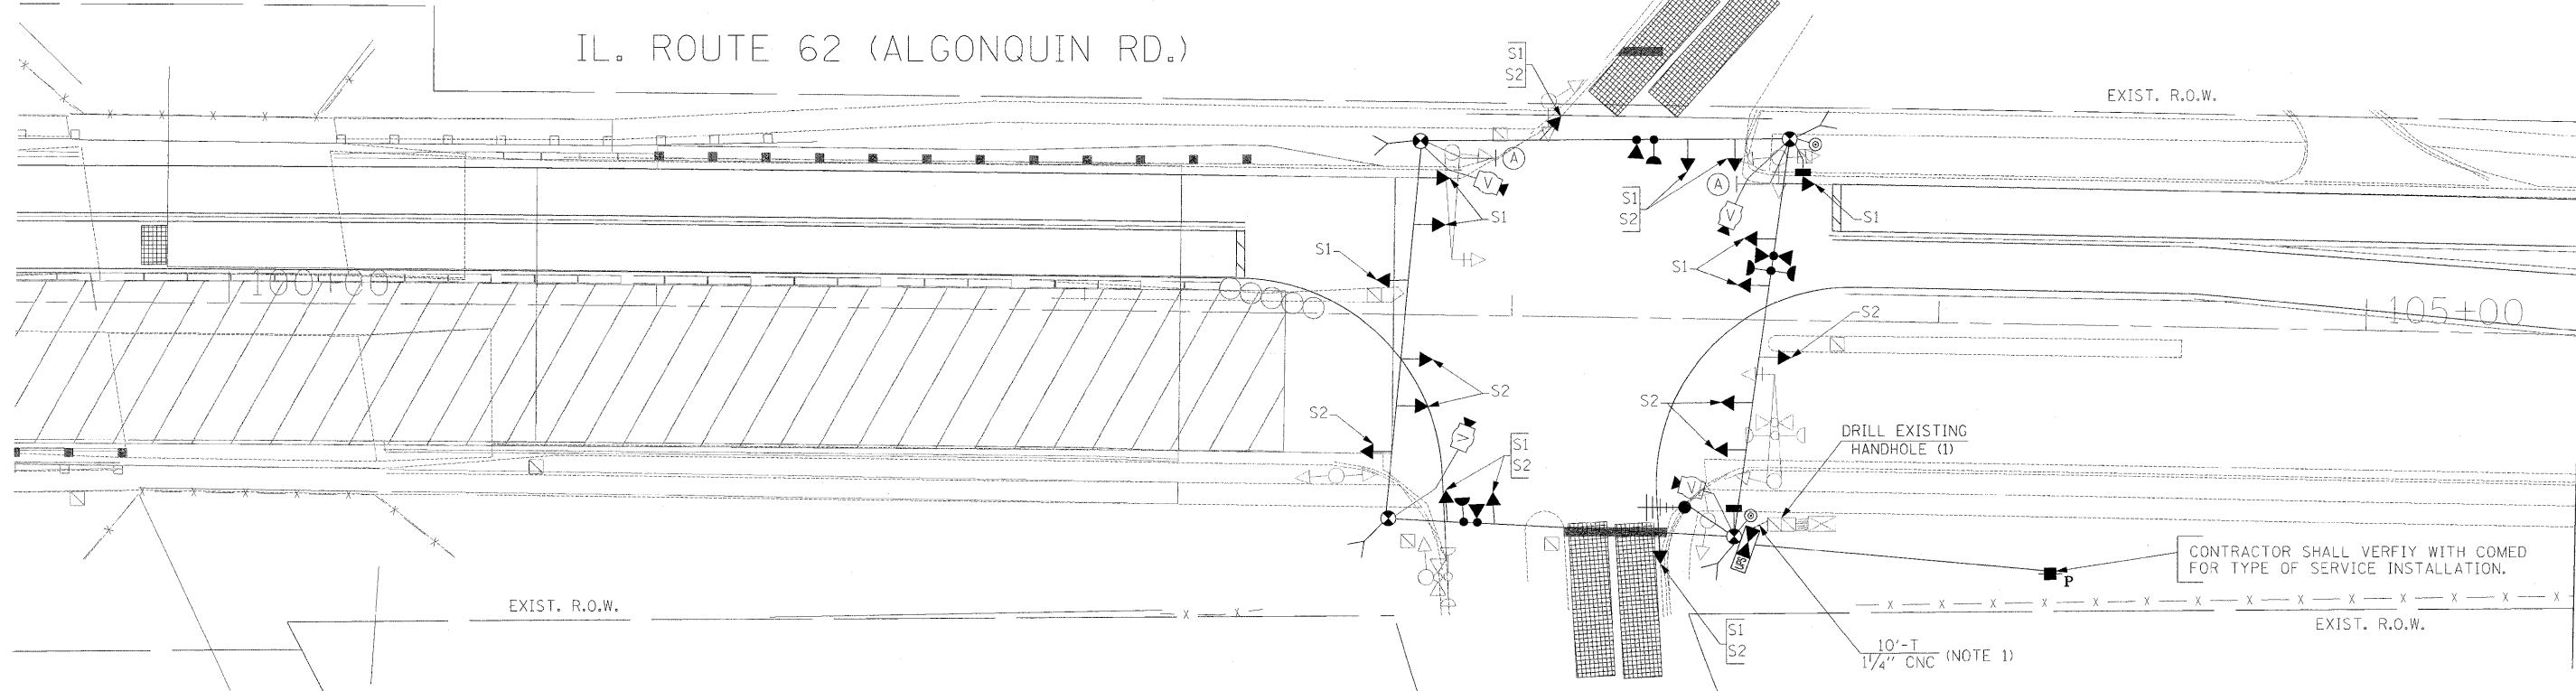 IL. ROUTE 62 (ALGONQUIN RD.)
S1
S2
EXIST. R.O.W.
A
V
S1
S2
A
V
S1
S1
S1
S1
100+00
105+00
S2
S2
S2
S2
V
S1
S2
DRILL EXISTING
HANDHOLE (1)
V
UPS
CONTRACTOR SHALL VERFIY WITH COMED
FOR TYPE OF SERVICE INSTALLATION.
P
EXIST. R.O.W.
EXIST. R.O.W.
S1
S2
10'-T
1 1/4" CNC (NOTE 1)